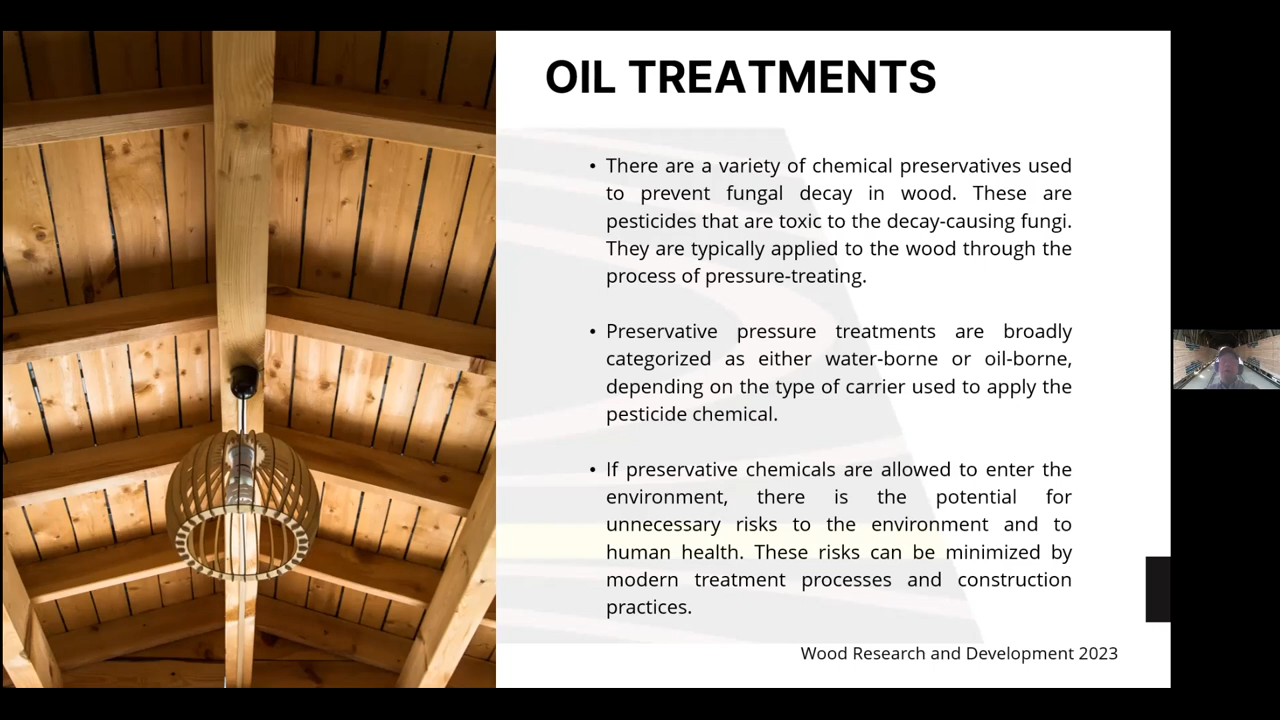 OIL TREATMENTS
• There are a variety of chemical preservatives used
to prevent fungal decay in wood. These are
pesticides that are toxic to the decay-causing fungi.
They are typically applied to the wood through the
process of pressure-treating.
• Preservative pressure treatments are broadly
categorized as either water-borne or oil-borne,
depending on the type of carrier used to apply the
pesticide chemical.
• If preservative chemicals are allowed to enter the
environment, there is the potential for
unnecessary risks to the environment and to
human health. These risks can be minimized by
modern treatment processes and construction
practices.
Wood Research and Development 2023